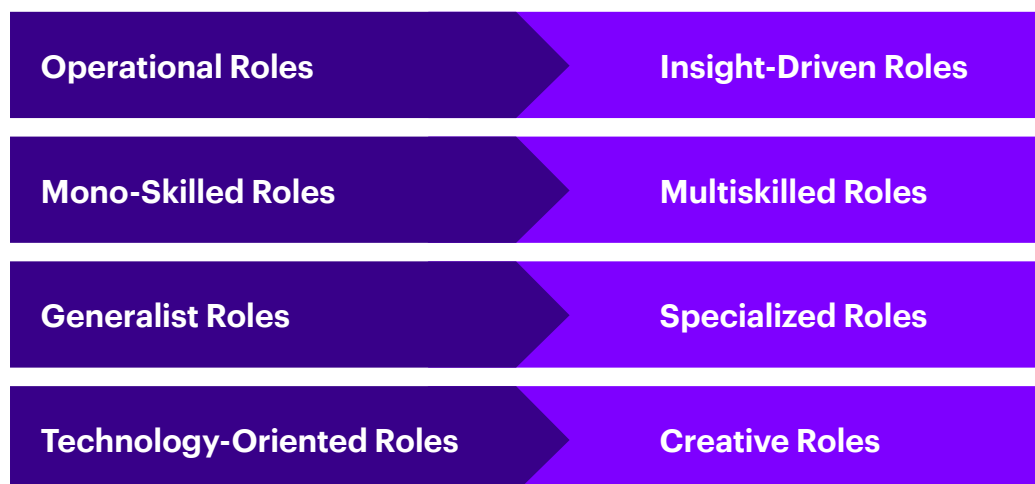 Operational Roles
Insight-Driven Roles
Mono-Skilled Roles
Multiskilled Roles
Generalist Roles
Specialized Roles
Technology-Oriented Roles
Creative Roles